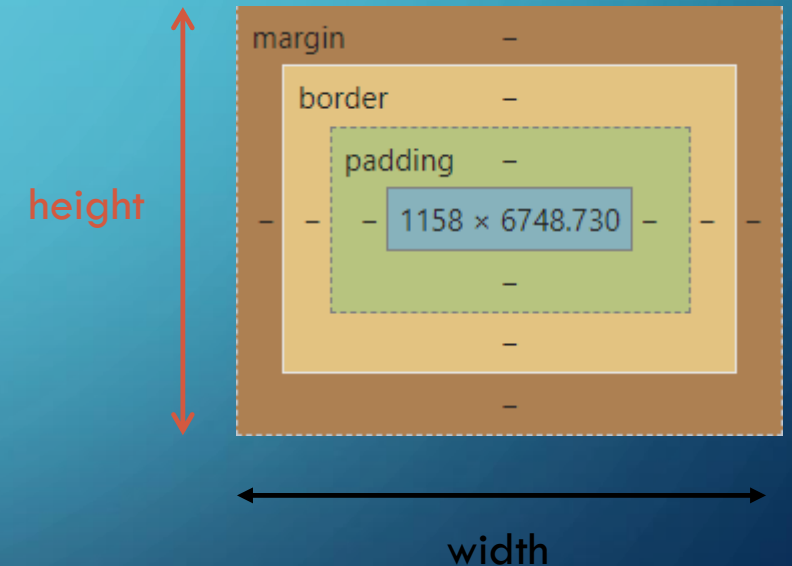 margin –
border –
padding –
height
– – – 1158 × 6748.730 – – –
–
–
–
width